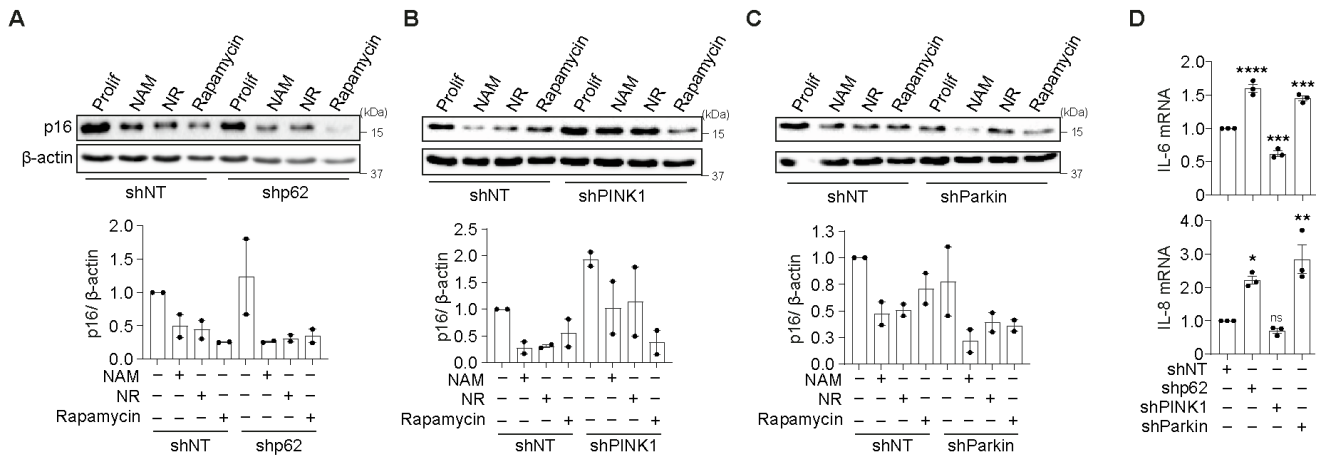 A
Prolif NAM NR Rapamycin Prolif NAM NR Rapamycin
(kDa)
p16
15
β-actin
37
shNT shp62
p16/ β-actin
2.0
1.5
1.0
0.5
0.0
NAM − + − − − + − −
NR − − + − − − + −
Rapamycin − − − + − − − +
shNT shp62
B
Prolif NAM NR Rapamycin Prolif NAM NR Rapamycin
(kDa)
15
37
shNT shPINK1
p16/ β-actin
2.5
2.0
1.5
1.0
0.5
0.0
NAM − + − − − + − −
NR − − + − − − + −
Rapamycin − − − + − − − +
shNT shPINK1
C
Prolif NAM NR Rapamycin Prolif NAM NR Rapamycin
(kDa)
15
37
shNT shParkin
p16/ β-actin
1.3
1.0
0.8
0.5
0.3
0.0
NAM − + − − − + − −
NR − − + − − − + −
Rapamycin − − − + − − − +
shNT shParkin
D
IL-6 mRNA
2.0
1.5
1.0
0.5
0
**** *** ***
IL-8 mRNA
4.0
3.0
2.0
1.0
0
* ns **
shNT + − − −
shp62 − + − −
shPINK1 − − + −
shParkin − − − +